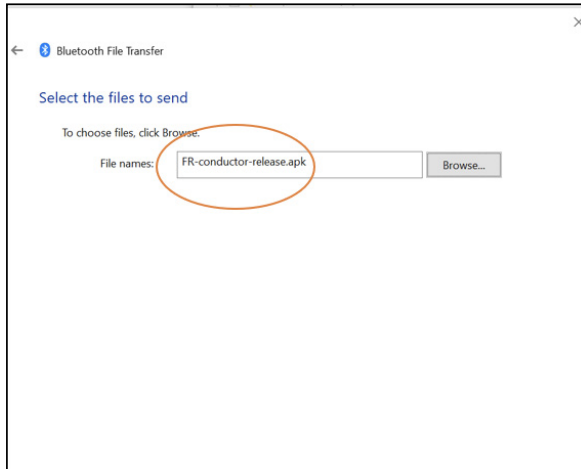 Bluetooth File Transfer
Select the files to send
To choose files, click Browse.
File names: FR-conductor-release.apk Browse...